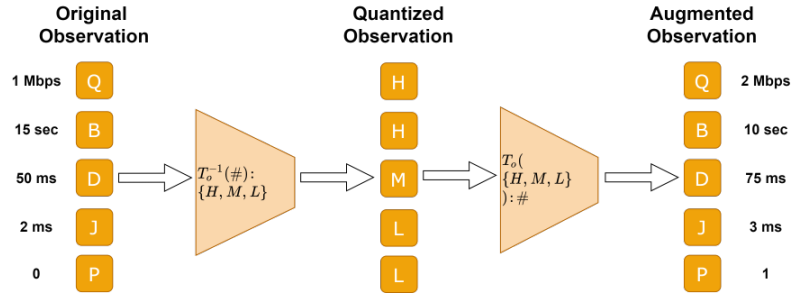 Original
Observation
Quantized
Observation
Augmented
Observation
1 Mbps Q H Q 2 Mbps
15 sec B H B 10 sec
50 ms D T_o^{-1}(#): {H, M, L} M T_o( {H, M, L} ):# D 75 ms
2 ms J L J 3 ms
0 P L P 1